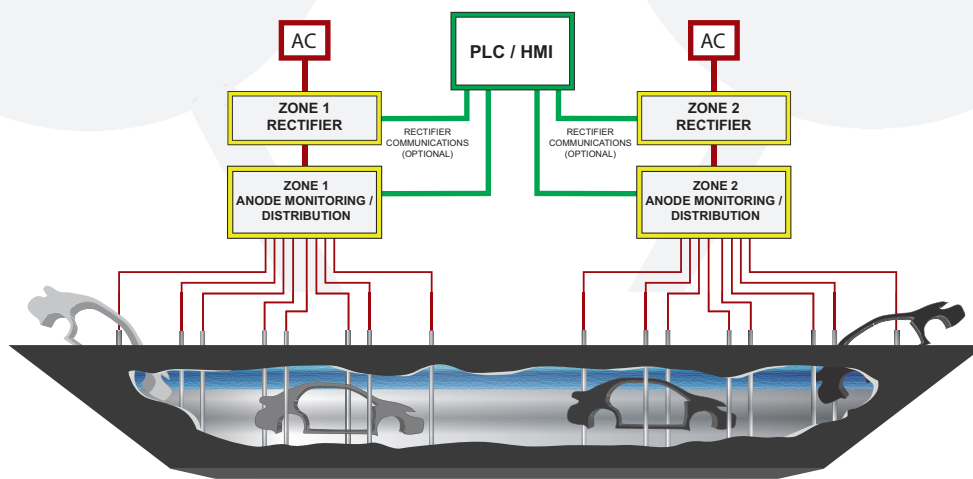 AC
PLC / HMI
AC
ZONE 1
RECTIFIER
ZONE 2
RECTIFIER
RECTIFIER
COMMUNICATIONS
(OPTIONAL)
RECTIFIER
COMMUNICATIONS
(OPTIONAL)
ZONE 1
ANODE MONITORING /
DISTRIBUTION
ZONE 2
ANODE MONITORING /
DISTRIBUTION